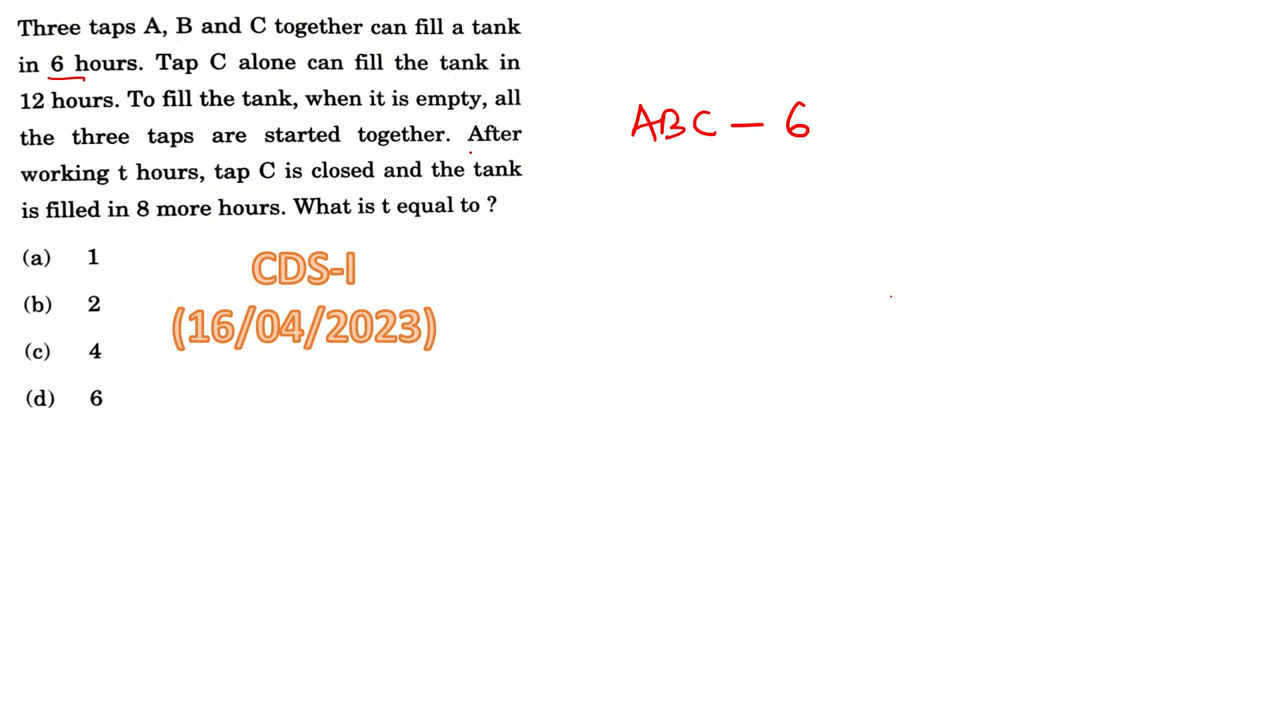 Three taps A, B and C together can fill a tank
in 6 hours. Tap C alone can fill the tank in
12 hours. To fill the tank, when it is empty, all
the three taps are started together. After
working t hours, tap C is closed and the tank
is filled in 8 more hours. What is t equal to ?
(a) 1
(b) 2
(c) 4
(d) 6
CDS-I
(16/04/2023)
ABC — 6